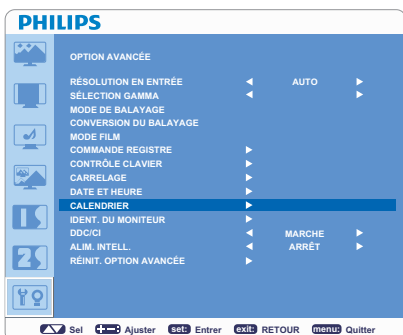 PHILIPS
OPTION AVANCÉE
RÉSOLUTION EN ENTRÉE AUTO
SÉLECTION GAMMA
MODE DE BALAYAGE
CONVERSION DU BALAYAGE
MODE FILM
COMMANDE REGISTRE
CONTRÔLE CLAVIER
CARRELAGE
DATE ET HEURE
CALENDRIER
IDENT. DU MONITEUR
DDC/CI MARCHE
ALIM. INTELL. ARRÊT
RÉINIT. OPTION AVANCÉE
Sel Ajuster set: Entrer exit: RETOUR menu: Quitter